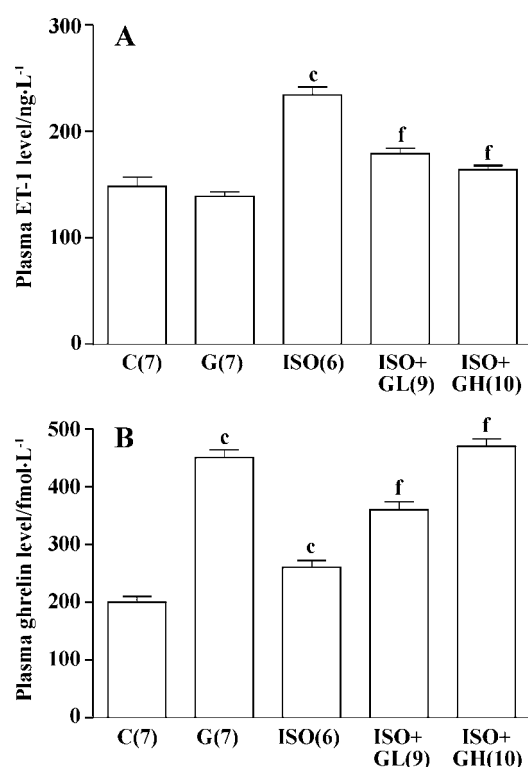 A
Plasma ET-1 level/ng·L-1
300
200
100
0
c
f
f
C(7)
G(7)
ISO(6)
ISO+
GL(9)
ISO+
GH(10)
B
Plasma ghrelin level/fmol·L-1
500
400
300
200
100
0
c
c
f
f
C(7)
G(7)
ISO(6)
ISO+
GL(9)
ISO+
GH(10)